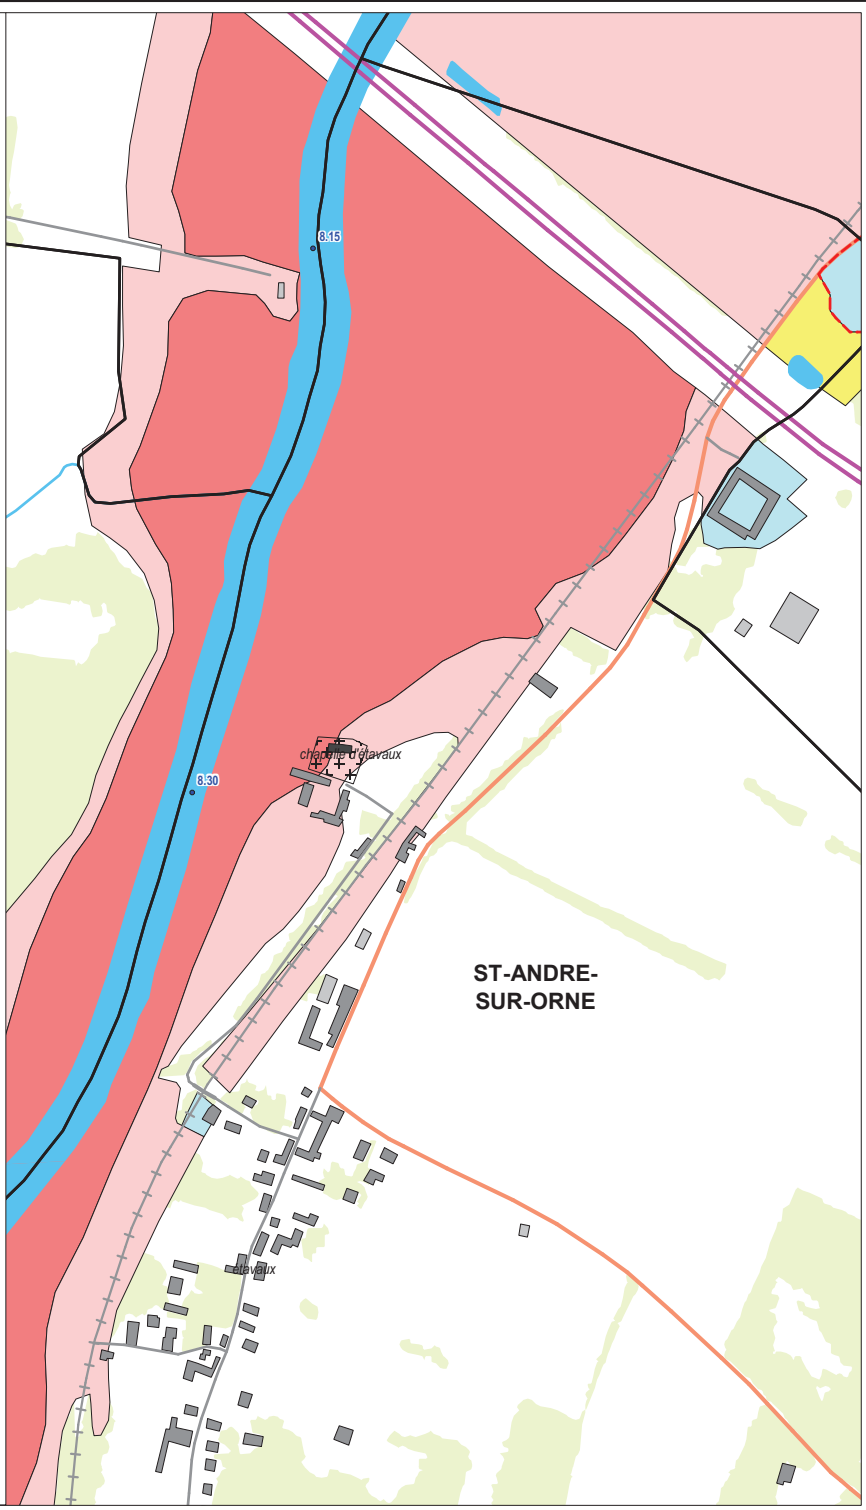 8.15
chapelle d'étavaux
8.30
ST-ANDRE-
SUR-ORNE
étavaux